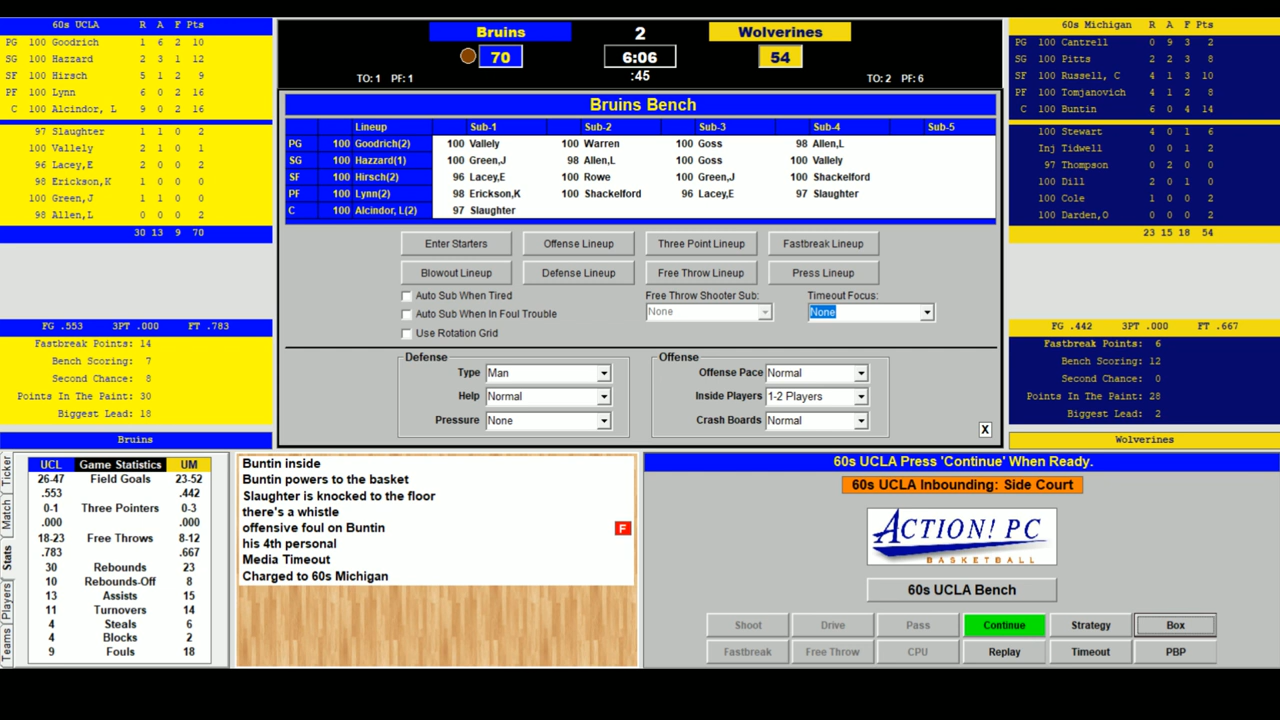 60s UCLA R A F Pts
PG 100 Goodrich 1 6 2 10
SG 100 Hazzard 2 3 1 12
SF 100 Hirsch 5 1 2 9
PF 100 Lynn 6 0 2 16
C 100 Alcindor, L 9 0 2 16
97 Slaughter 1 1 0 2
100 Vallely 2 1 0 1
96 Lacey,E 2 0 0 2
98 Erickson,K 1 0 0 0
100 Green,J 1 1 0 0
98 Allen,L 0 0 0 2
30 13 9 70
FG .553 3PT .000 FT .783
Fastbreak Points: 14
Bench Scoring: 7
Second Chance: 8
Points In The Paint: 30
Biggest Lead: 18
Bruins
Bruins 2 Wolverines
70 6:06 54
:45
TO: 1 PF: 1 TO: 2 PF: 6
Bruins Bench
Lineup Sub-1 Sub-2 Sub-3 Sub-4 Sub-5
PG 100 Goodrich(2) 100 Vallely 100 Warren 100 Goss 98 Allen,L
SG 100 Hazzard(1) 100 Green,J 98 Allen,L 100 Goss 100 Vallely
SF 100 Hirsch(2) 96 Lacey,E 100 Rowe 100 Green,J 100 Shackelford
PF 100 Lynn(2) 98 Erickson,K 100 Shackelford 96 Lacey,E 97 Slaughter
C 100 Alcindor, L(2) 97 Slaughter
Enter Starters Offense Lineup Three Point Lineup Fastbreak Lineup
Blowout Lineup Defense Lineup Free Throw Lineup Press Lineup
Auto Sub When Tired Free Throw Shooter Sub: Timeout Focus:
Auto Sub When In Foul Trouble None None
Use Rotation Grid
Defense Offense
Type Man Offense Pace Normal
Help Normal Inside Players 1-2 Players
Pressure None Crash Boards Normal
X
60s Michigan R A F Pts
PG 100 Cantrell 0 9 3 2
SG 100 Pitts 2 2 3 8
SF 100 Russell, C 4 1 3 10
PF 100 Tomjanovich 4 1 2 8
C 100 Buntin 6 0 4 14
100 Stewart 4 0 1 6
Inj Tidwell 0 0 0 2
97 Thompson 0 2 0 0
100 Dill 2 0 1 0
100 Cole 1 0 0 2
100 Darden,O 0 0 0 2
23 15 18 54
FG .442 3PT .000 FT .667
Fastbreak Points: 6
Bench Scoring: 12
Second Chance: 0
Points In The Paint: 28
Biggest Lead: 2
Wolverines
Ticker
Match
Stats
Players
Teams
UCL Game Statistics UM
26-47 Field Goals 23-52
.553 .442
0-1 Three Pointers 0-3
.000 .000
18-23 Free Throws 8-12
.783 .667
30 Rebounds 23
10 Rebounds-Off 8
13 Assists 15
11 Turnovers 14
4 Steals 6
4 Blocks 2
9 Fouls 18
Buntin inside
Buntin powers to the basket
Slaughter is knocked to the floor
there's a whistle
offensive foul on Buntin F
his 4th personal
Media Timeout
Charged to 60s Michigan
60s UCLA Press 'Continue' When Ready.
60s UCLA Inbounding: Side Court
ACTION! PC
BASKETBALL
60s UCLA Bench
Shoot Drive Pass Continue Strategy Box
Fastbreak Free Throw CPU Replay Timeout PBP